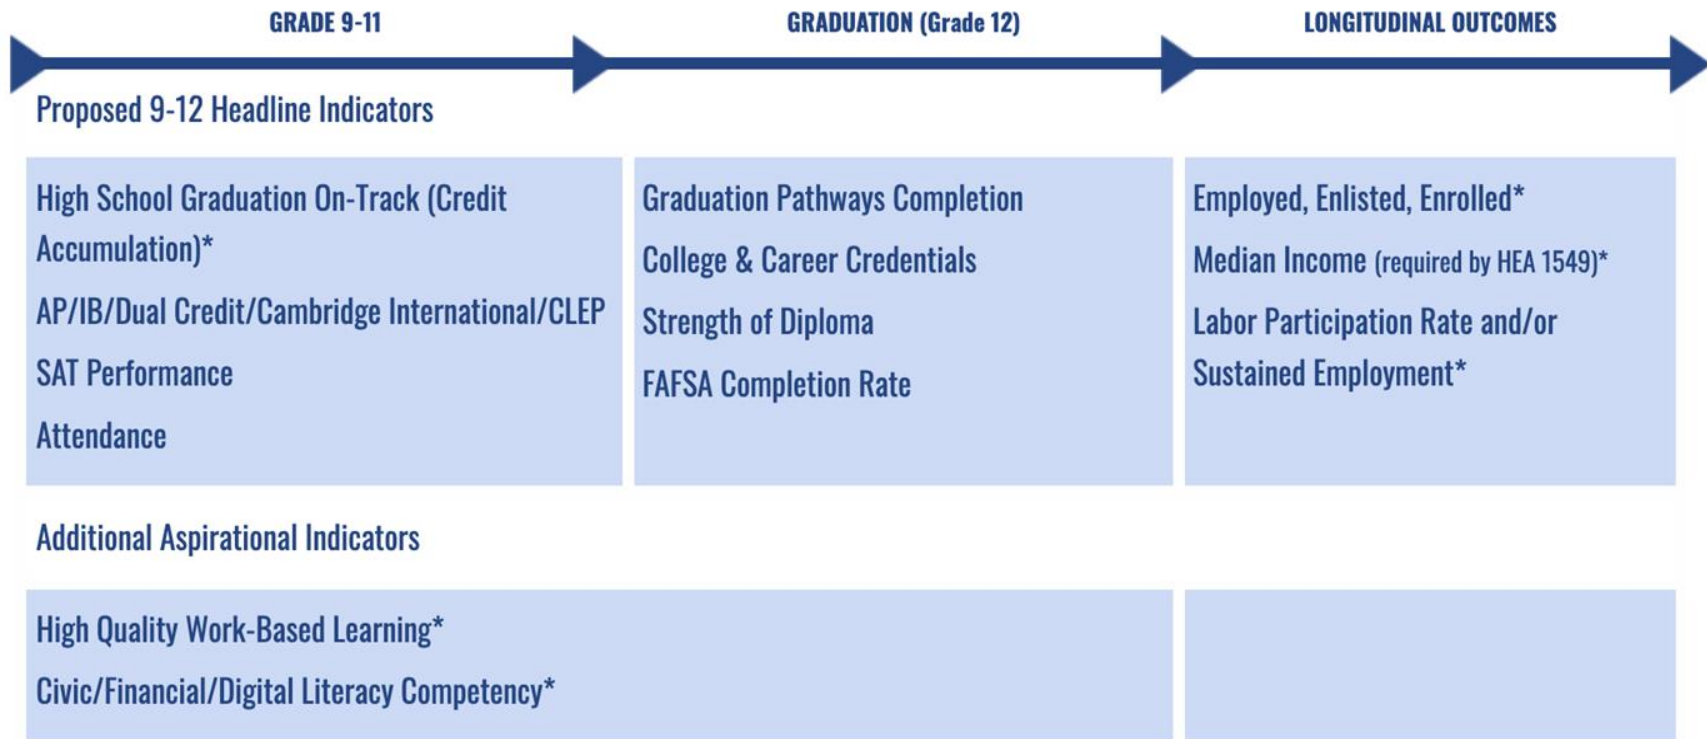 GRADE 9-11
GRADUATION (Grade 12)
LONGITUDINAL OUTCOMES
Proposed 9-12 Headline Indicators
High School Graduation On-Track (Credit
Accumulation)*
AP/IB/Dual Credit/Cambridge International/CLEP
SAT Performance
Attendance
Graduation Pathways Completion
College & Career Credentials
Strength of Diploma
FAFSA Completion Rate
Employed, Enlisted, Enrolled*
Median Income (required by HEA 1549)*
Labor Participation Rate and/or
Sustained Employment*
Additional Aspirational Indicators
High Quality Work-Based Learning*
Civic/Financial/Digital Literacy Competency*